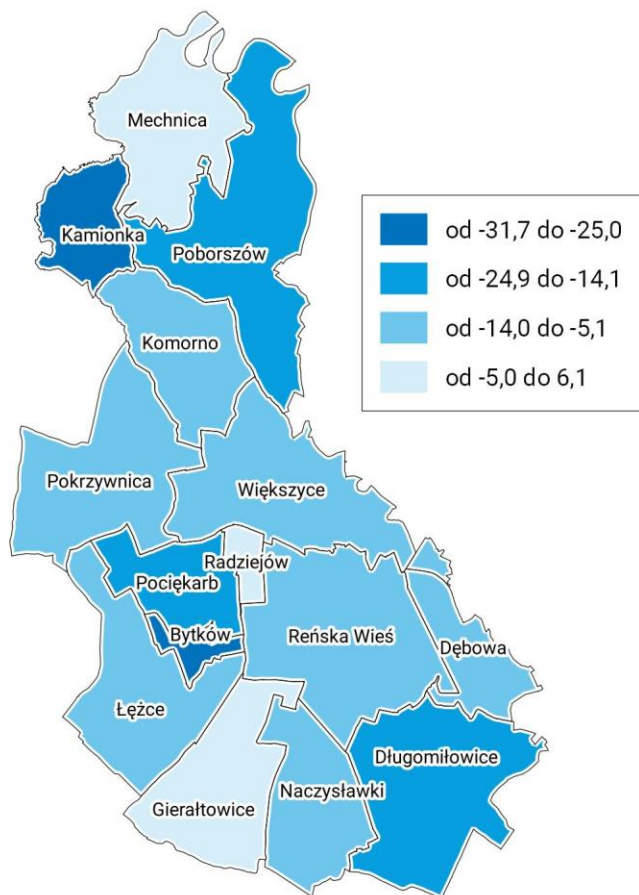 Mechnica
Kamionka
Poborszów
Komorno
od -31,7 do -25,0
od -24,9 do -14,1
od -14,0 do -5,1
od -5,0 do 6,1
Pokrzywnica
Większyce
Radziejów
Pociękarb
Bytków
Reńska Wieś
Dębowa
Łężce
Długomiłowice
Naczysławki
Gierałtowice